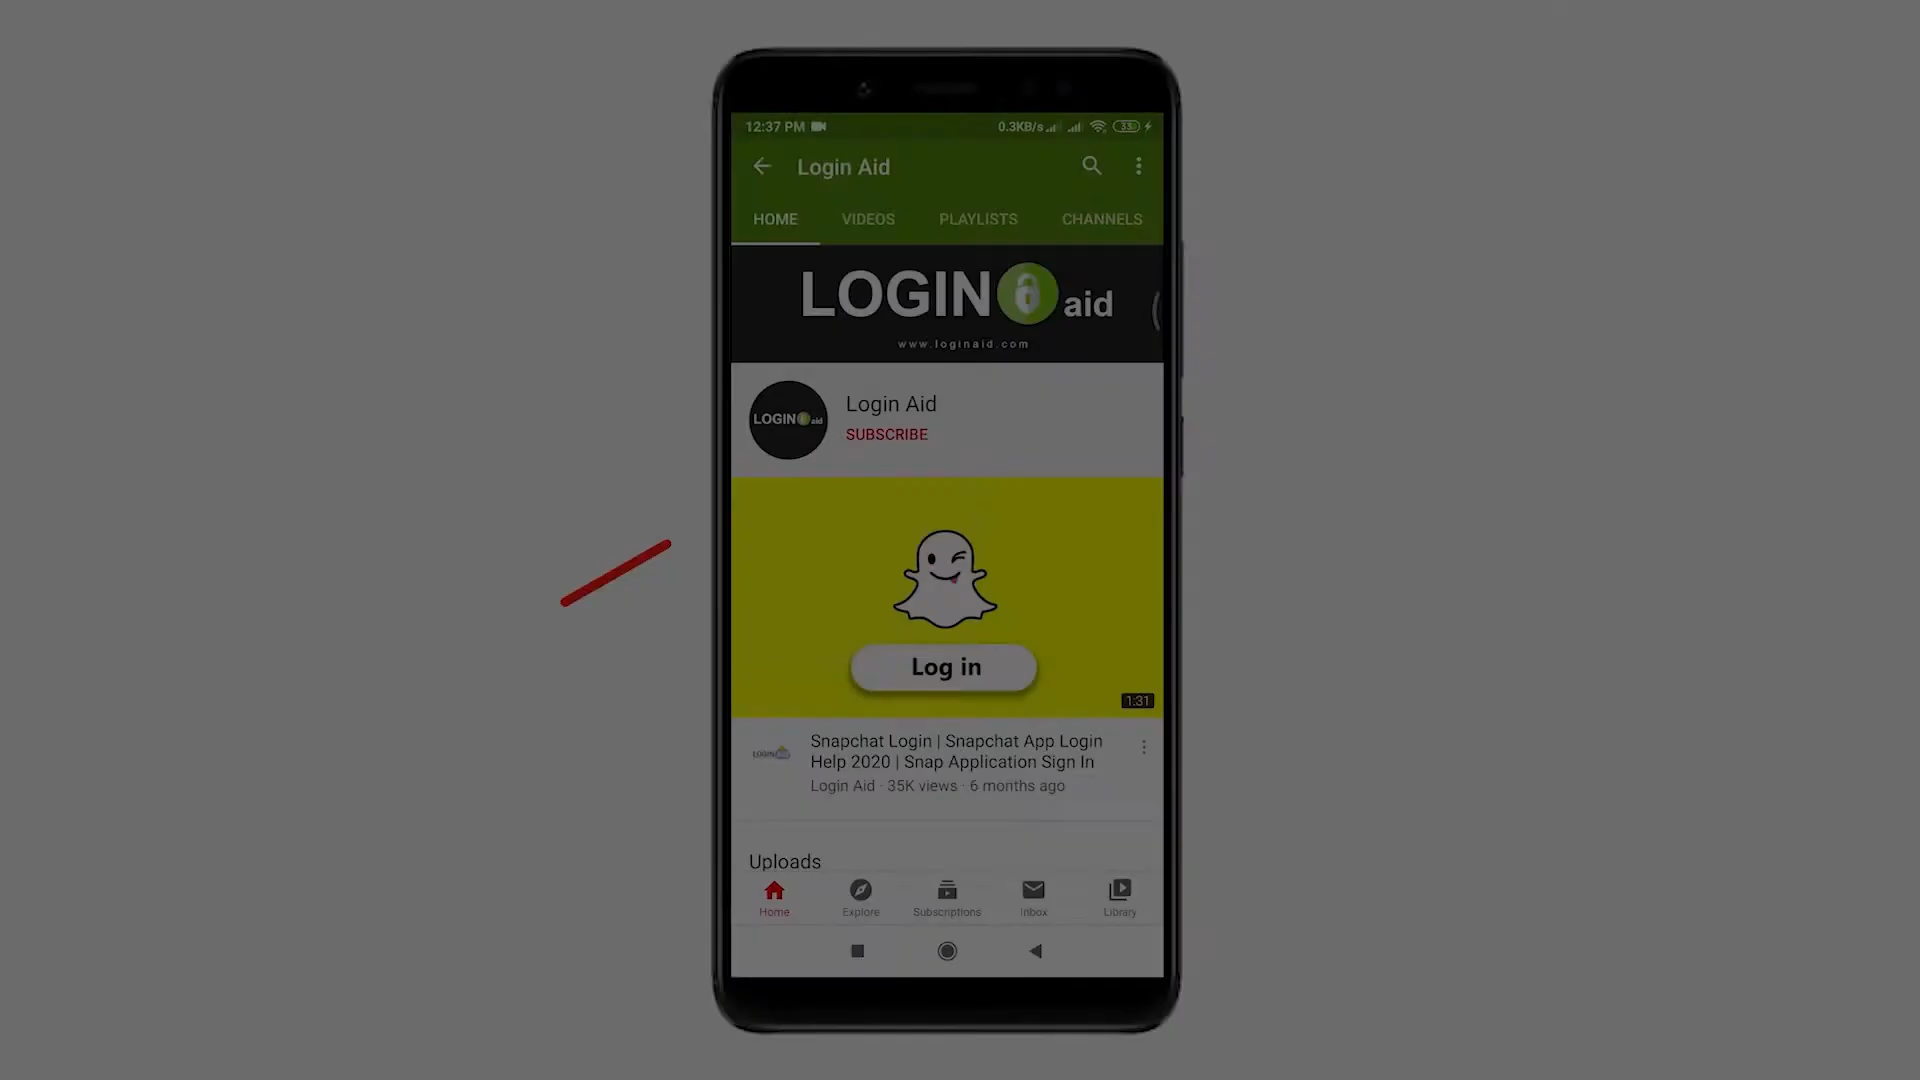 12:37 PM 0.3KB/s 33
Login Aid
HOME VIDEOS PLAYLISTS CHANNELS
LOGIN aid
www.loginaid.com
LOGIN aid
Login Aid
SUBSCRIBE
Log in
1:31
Snapchat Login | Snapchat App Login
Help 2020 | Snap Application Sign In
Login Aid · 35K views · 6 months ago
Uploads
Home Explore Subscriptions Inbox Library